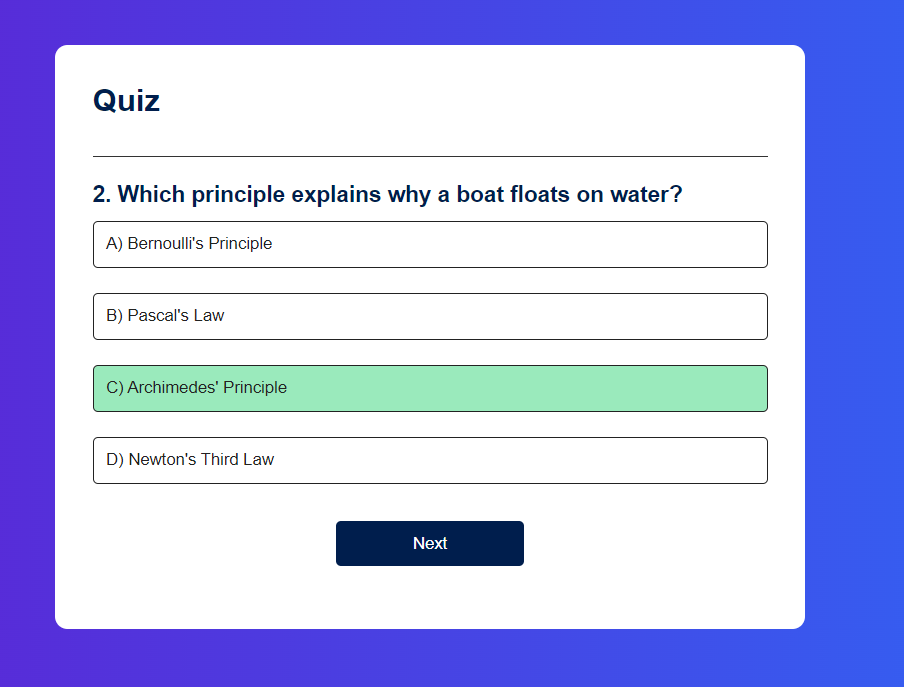 Quiz
2. Which principle explains why a boat floats on water?
A) Bernoulli's Principle
B) Pascal's Law
C) Archimedes' Principle
D) Newton's Third Law
Next